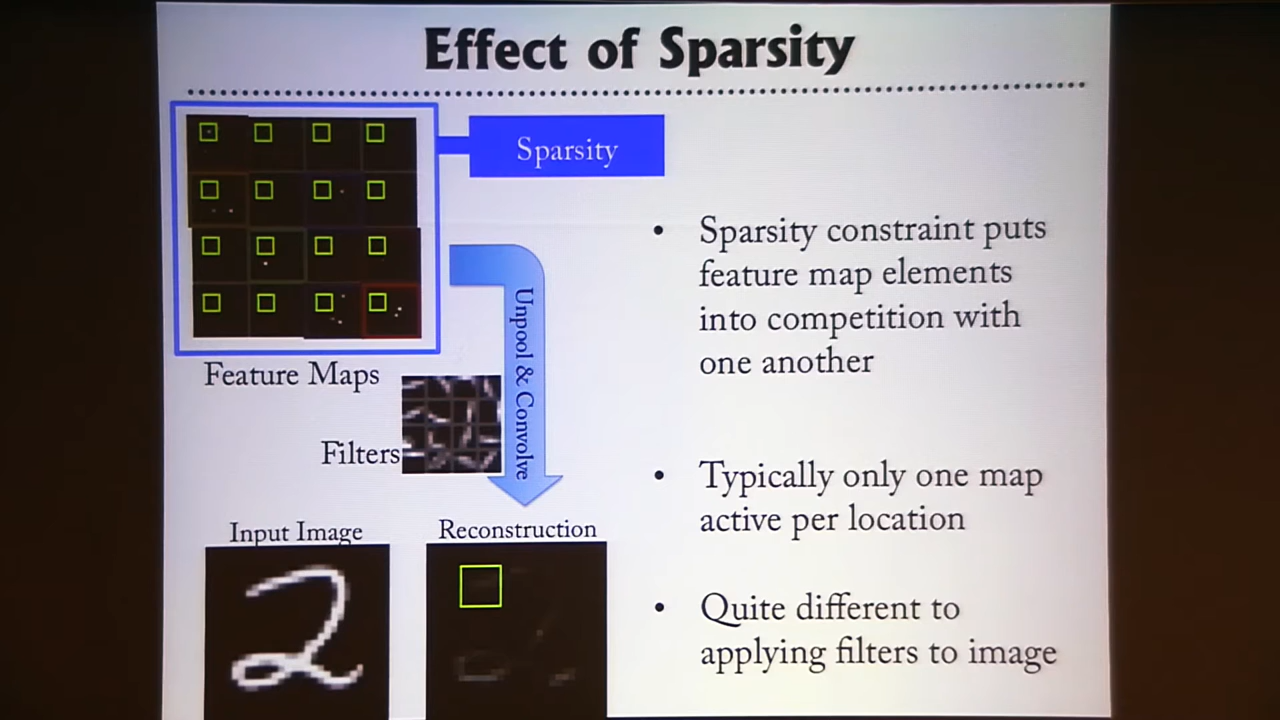 Effect of Sparsity
Sparsity
Feature Maps
Unpool & Convolve
Filters
Input Image
Reconstruction
• Sparsity constraint puts
feature map elements
into competition with
one another
• Typically only one map
active per location
• Quite different to
applying filters to image